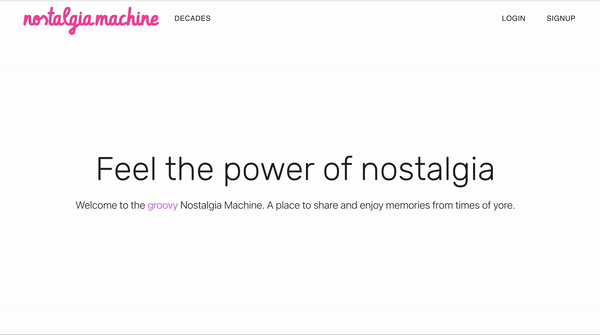 nostalgia machine DECADES LOGIN SIGNUP
Feel the power of nostalgia
Welcome to the groovy Nostalgia Machine. A place to share and enjoy memories from times of yore.